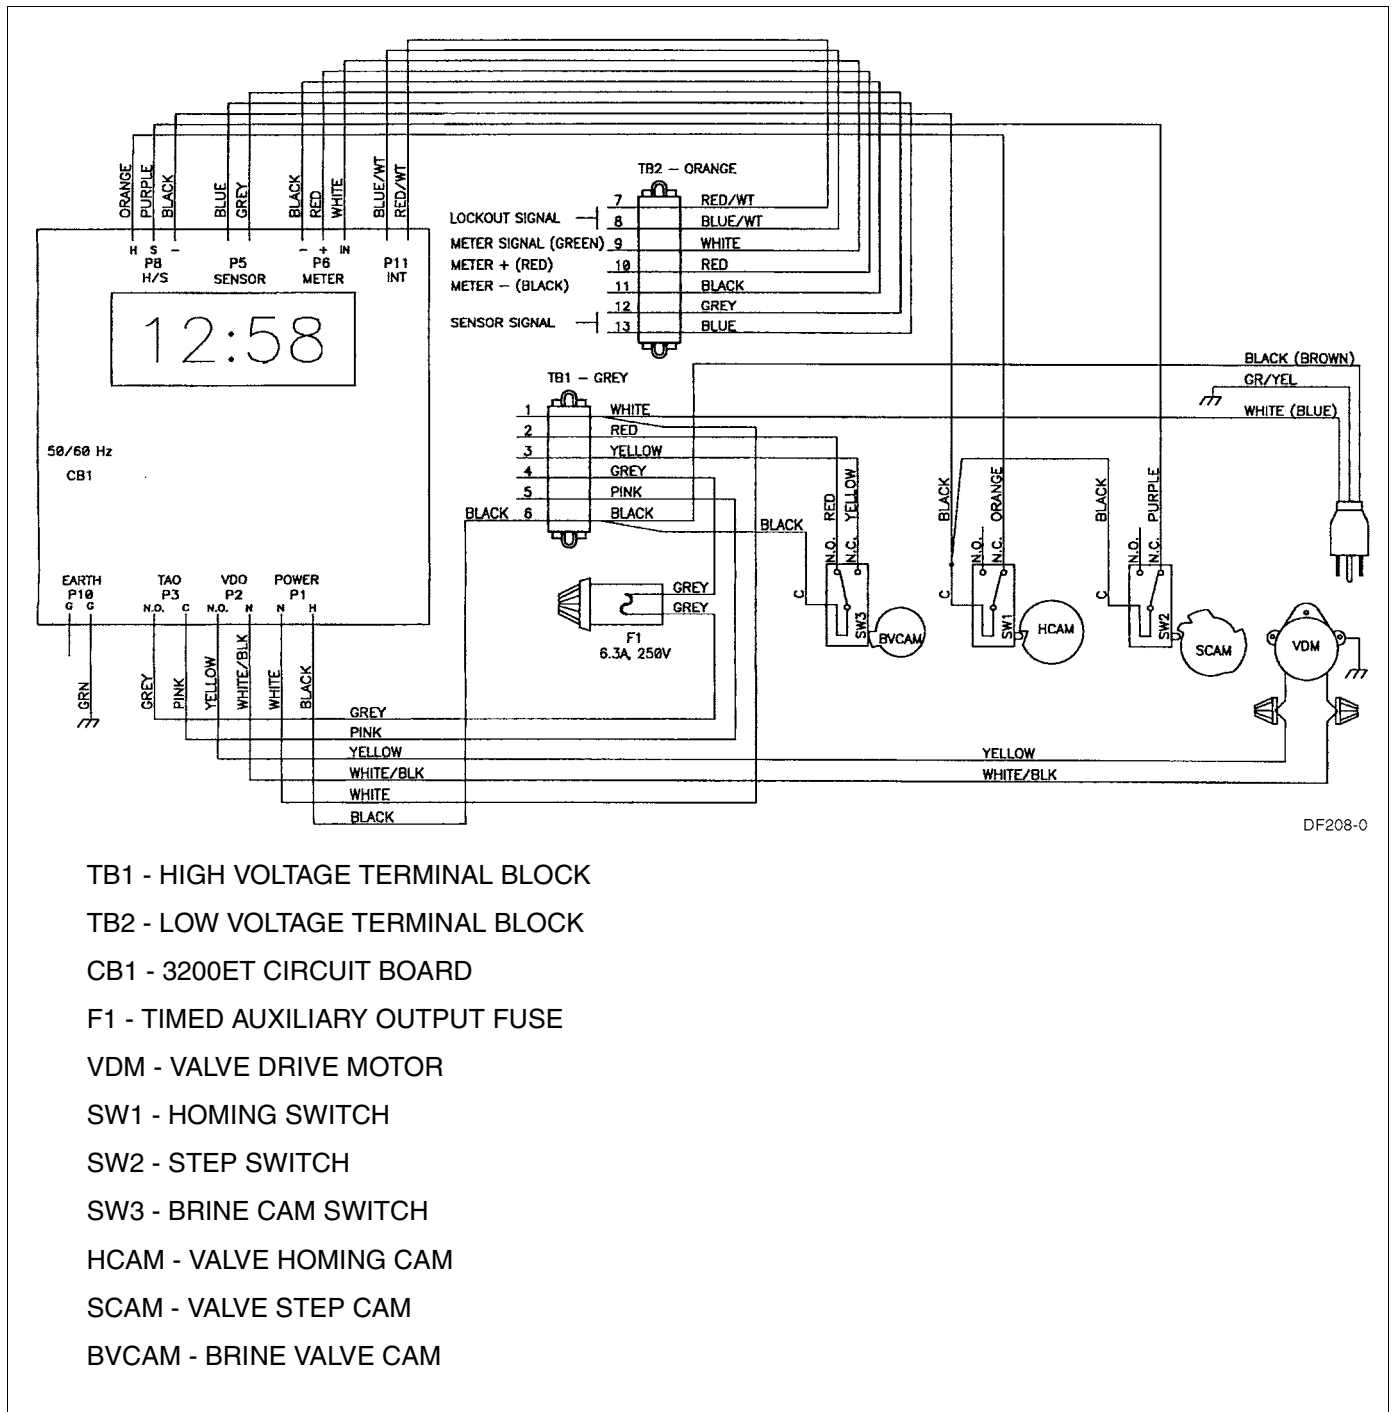 ORANGE
PURPLE
BLACK
BLUE
GREY
BLACK
RED
WHITE
BLUE/WT
RED/WT
H S –
P8
H/S
P5
SENSOR
– + IN
P6
METER
P11
INT
12:58
50/60 Hz
CB1
EARTH
P10
G G
TAO
P3
N.O. C
VDO
P2
N.O. N
POWER
P1
N H
GRN
GREY
PINK
YELLOW
WHITE/BLK
WHITE
BLACK
TB2 – ORANGE
7 RED/WT
LOCKOUT SIGNAL
8 BLUE/WT
METER SIGNAL (GREEN) 9 WHITE
METER + (RED) 10 RED
METER – (BLACK) 11 BLACK
12 GREY
SENSOR SIGNAL
13 BLUE
TB1 – GREY
1 WHITE
2 RED
3 YELLOW
4 GREY
5 PINK
BLACK 6 BLACK
BLACK
GREY
GREY
F1
6.3A, 250V
BLACK (BROWN)
GR/YEL
WHITE (BLUE)
RED
YELLOW
N.O.
N.C.
C
SW3
BVCAM
BLACK
ORANGE
N.O.
N.C.
C
SW1
HCAM
BLACK
PURPLE
N.O.
N.C.
C
SW2
SCAM
VDM
GREY
PINK
YELLOW YELLOW
WHITE/BLK WHITE/BLK
WHITE
BLACK
DF208-0
TB1 - HIGH VOLTAGE TERMINAL BLOCK
TB2 - LOW VOLTAGE TERMINAL BLOCK
CB1 - 3200ET CIRCUIT BOARD
F1 - TIMED AUXILIARY OUTPUT FUSE
VDM - VALVE DRIVE MOTOR
SW1 - HOMING SWITCH
SW2 - STEP SWITCH
SW3 - BRINE CAM SWITCH
HCAM - VALVE HOMING CAM
SCAM - VALVE STEP CAM
BVCAM - BRINE VALVE CAM